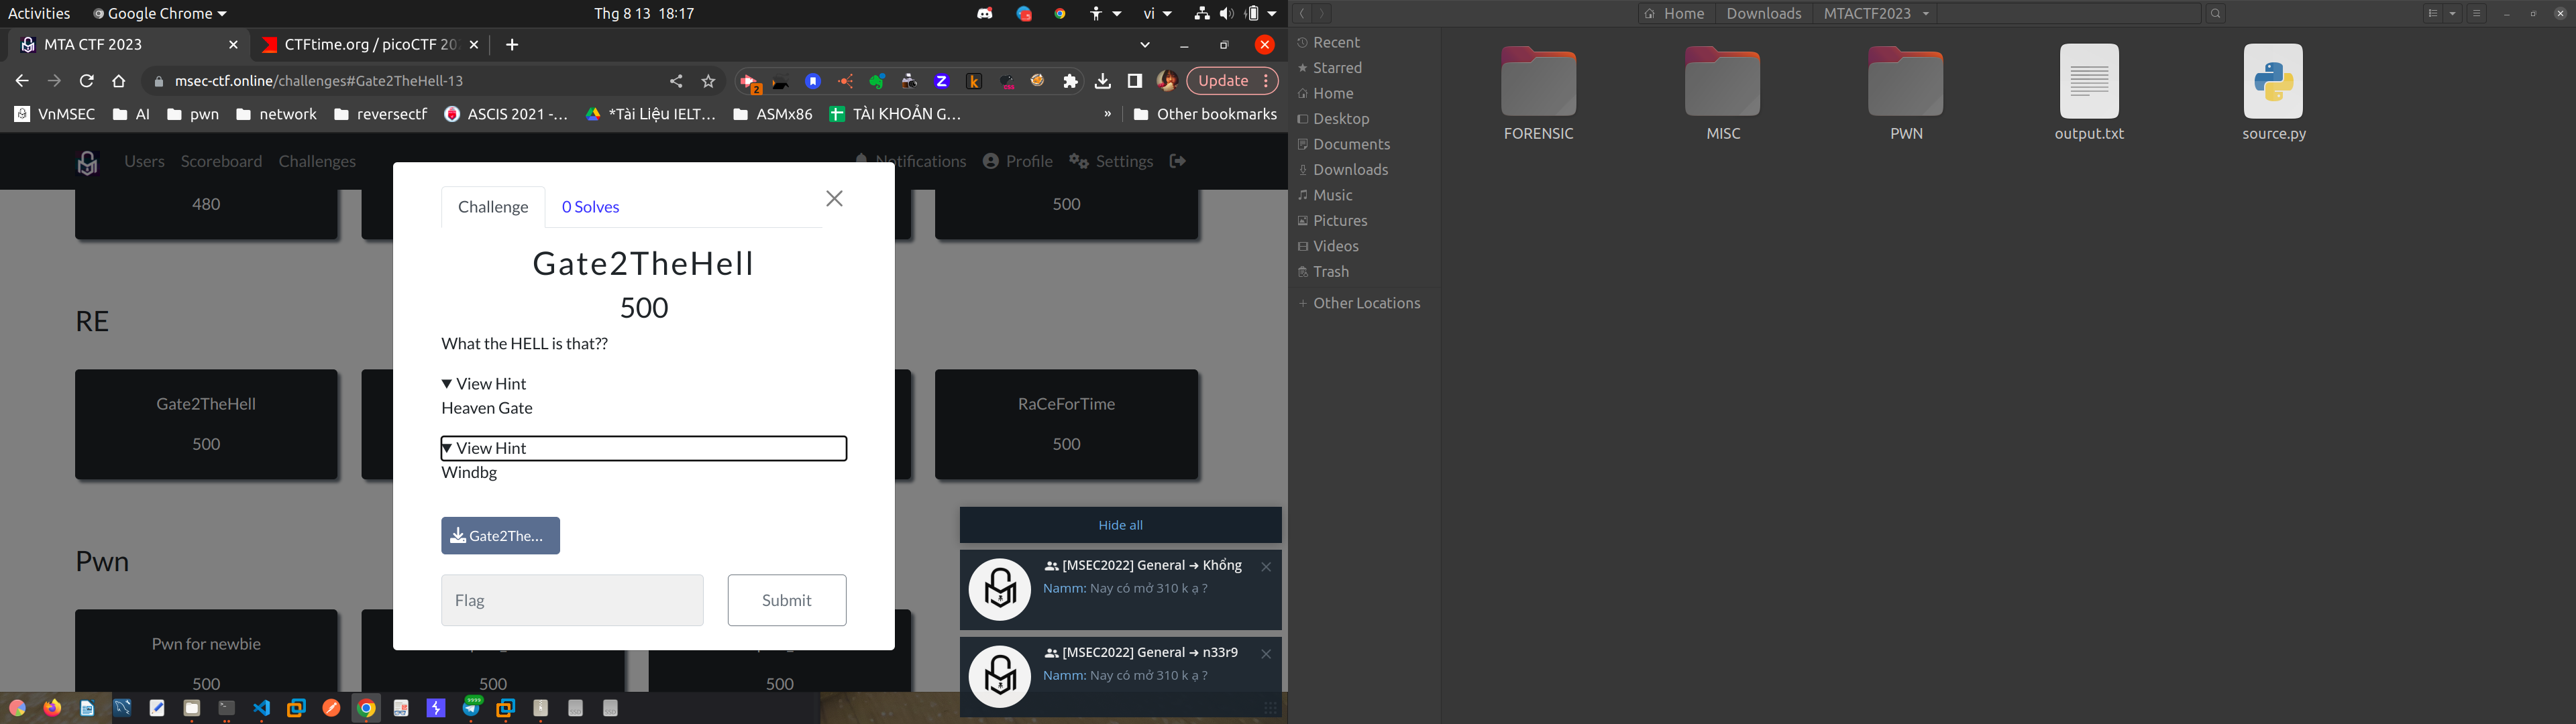 Activities
Google Chrome
Thg 8 13 18:17
vi
MTA CTF 2023
CTFtime.org / picoCTF 20
msec-ctf.online/challenges#Gate2TheHell-13
2
Update
VnMSEC
AI
pwn
network
reversectf
ASCIS 2021 -...
*Tài Liệu IELT...
ASMx86
TÀI KHOẢN G...
»
Other bookmarks
Users
Scoreboard
Challenges
Notifications
Profile
Settings
480
500
RE
Gate2TheHell
500
RaCeForTime
500
Pwn
Pwn for newbie
500
500
500
Challenge
0 Solves
Gate2TheHell
500
What the HELL is that??
View Hint
Heaven Gate
View Hint
Windbg
Gate2The...
Flag
Submit
Hide all
[MSEC2022] General ➔ Khổng
Namm: Nay có mở 310 k ạ ?
[MSEC2022] General ➔ n33r9
Namm: Nay có mở 310 k ạ ?
Home
Downloads
MTACTF2023
Recent
Starred
Home
Desktop
Documents
Downloads
Music
Pictures
Videos
Trash
Other Locations
FORENSIC
MISC
PWN
output.txt
source.py